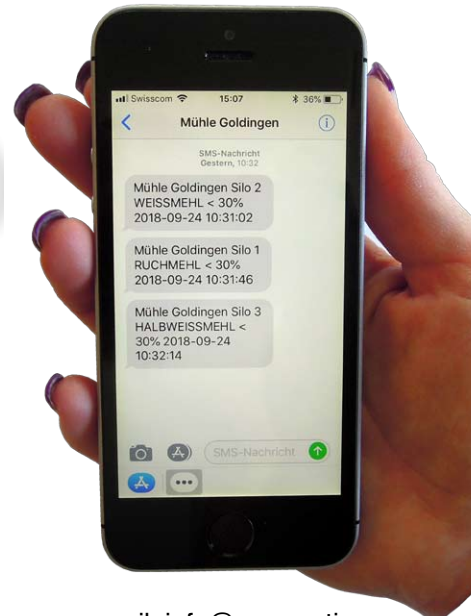 Swisscom 15:07 36%
Mühle Goldingen
SMS-Nachricht
Gestern, 10:32
Mühle Goldingen Silo 2
WEISSMEHL < 30%
2018-09-24 10:31:02
Mühle Goldingen Silo 1
RUCHMEHL < 30%
2018-09-24 10:31:46
Mühle Goldingen Silo 3
HALBWEISSMEHL <
30% 2018-09-24
10:32:14
SMS-Nachricht